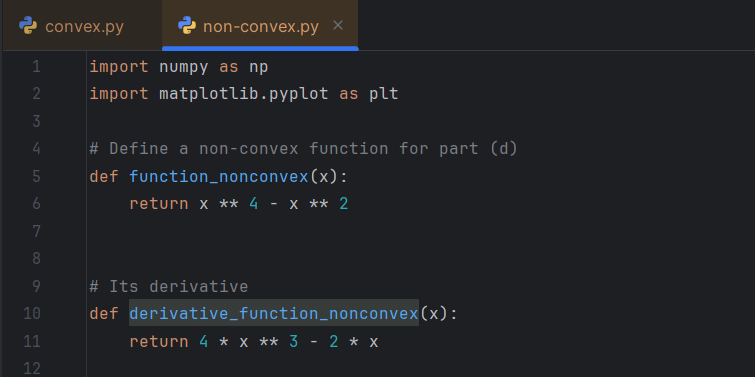 convex.py non-convex.py
1 import numpy as np
2 import matplotlib.pyplot as plt
3
4 # Define a non-convex function for part (d)
5 def function_nonconvex(x):
6     return x ** 4 - x ** 2
7
8
9 # Its derivative
10 def derivative_function_nonconvex(x):
11     return 4 * x ** 3 - 2 * x
12